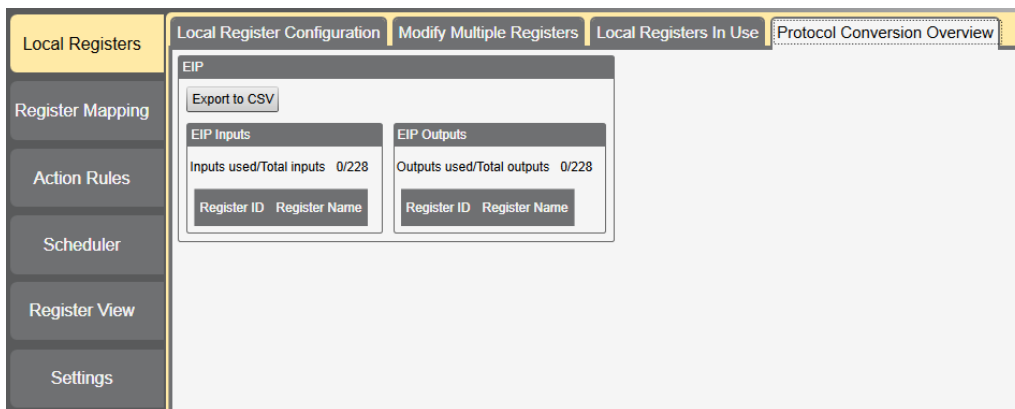 Local Registers
Register Mapping
Action Rules
Scheduler
Register View
Settings
Local Register Configuration
Modify Multiple Registers
Local Registers In Use
Protocol Conversion Overview
EIP
Export to CSV
EIP Inputs
Inputs used/Total inputs 0/228
Register ID Register Name
EIP Outputs
Outputs used/Total outputs 0/228
Register ID Register Name